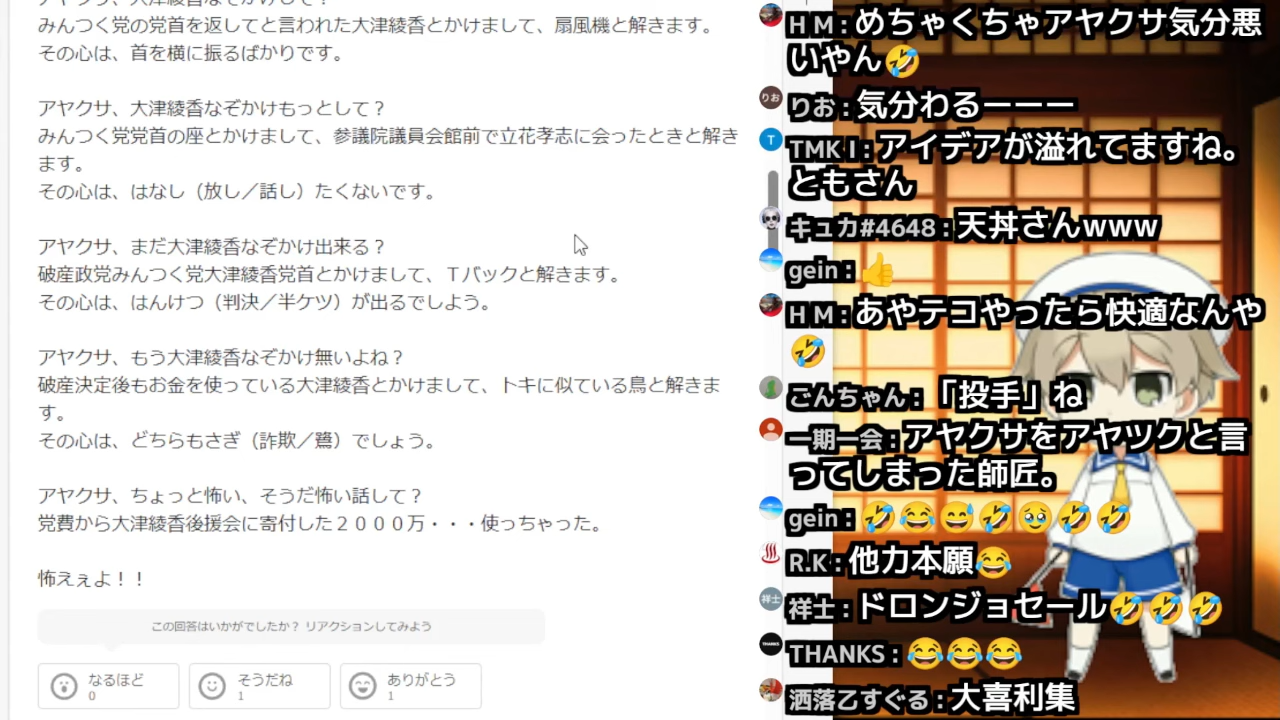 みんつく党の党首を返してと言われた大津綾香とかけまして、扇風機と解きます。
その心は、首を横に振るばかりです。
アヤクサ、大津綾香なぞかけもっとして？
みんつく党党首の座とかけまして、参議院議員会館前で立花孝志に会ったときと解き
ます。
その心は、はなし（放し／話し）たくないです。
アヤクサ、まだ大津綾香なぞかけ出来る？
破産政党みんつく党大津綾香党首とかけまして、Ｔバックと解きます。
その心は、はんけつ（判決／半ケツ）が出るでしょう。
アヤクサ、もう大津綾香なぞかけ無いよね？
破産決定後もお金を使っている大津綾香とかけまして、トキに似ている鳥と解きま
す。
その心は、どちらもさぎ（詐欺／鷺）でしょう。
アヤクサ、ちょっと怖い、そうだ怖い話して？
党費から大津綾香後援会に寄付した２０００万・・・使っちゃった。
怖えぇよ！！
この回答はいかがでしたか？ リアクションしてみよう
なるほど
0
そうだね
1
ありがとう
1
H M : めちゃくちゃアヤクサ気分悪
いやん🤣
りお
りお : 気分わるーーー
T
TMK I : アイデアが溢れてますね。
ともさん
キュカ#4648 : 天丼さんwww
gein : 👍
H M : あやテコやったら快適なんや
🤣
ごんちゃん : 「投手」ね
一期一会 : アヤクサをアヤツクと言
ってしまった師匠。
gein : 🤣😂😅🤣🥹🤣🤣
R.K : 他力本願😂
祥士
祥士 : ドロンジョセール🤣🤣🤣
THANKS
THANKS : 😂😂😂
洒落乙すぐる : 大喜利集